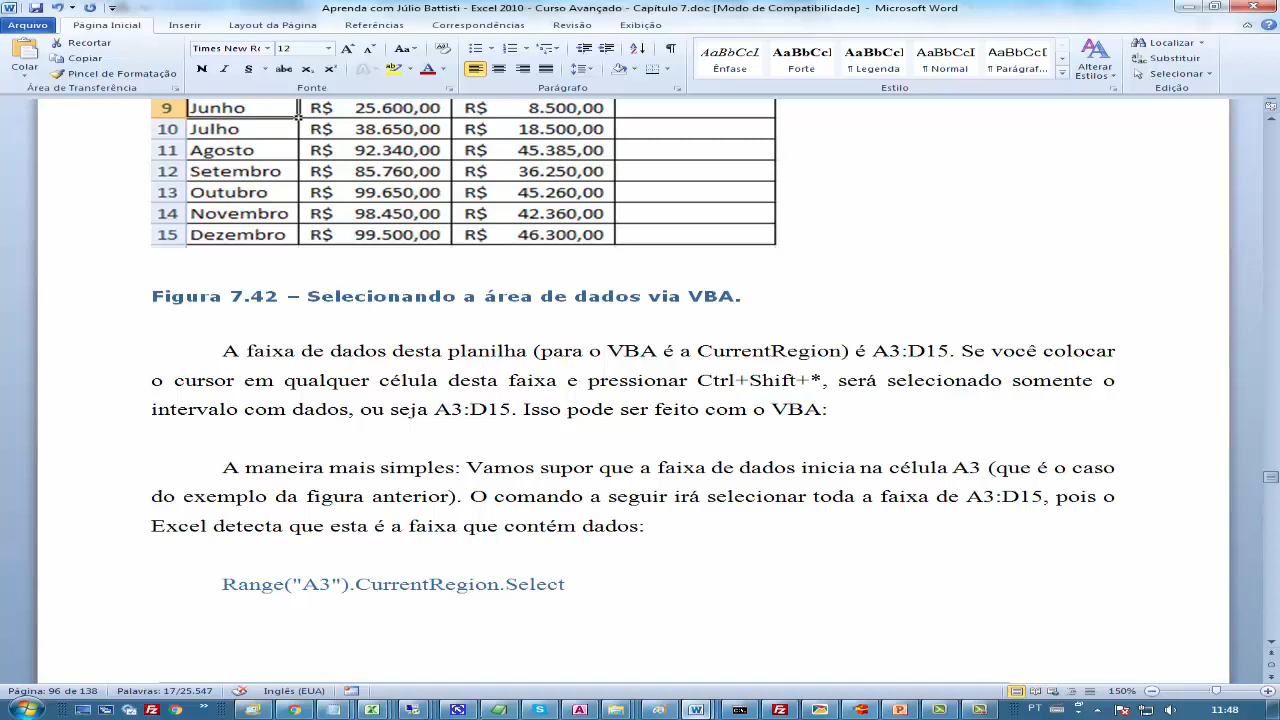 Aprenda com Júlio Battisti - Excel 2010 - Curso Avançado - Capítulo 7.doc [Modo de Compatibilidade] - Microsoft Word
Arquivo Página Inicial Inserir Layout da Página Referências Correspondências Revisão Exibição
Colar
Recortar
Copiar
Pincel de Formatação
Área de Transferência
Times New Ro 12
N I S abc x₂ x² A
Fonte
Parágrafo
AaBbCcI AaBbCc AaBbCc AaBbCcI AaBbCcI
Ênfase Forte ¶ Legenda ¶ Normal ¶ Parágraf...
Alterar Estilos
Estilo
Localizar
Substituir
Selecionar
Edição
9 Junho R$ 25.600,00 R$ 8.500,00
10 Julho R$ 38.650,00 R$ 18.500,00
11 Agosto R$ 92.340,00 R$ 45.385,00
12 Setembro R$ 85.760,00 R$ 36.250,00
13 Outubro R$ 99.650,00 R$ 45.260,00
14 Novembro R$ 98.450,00 R$ 42.360,00
15 Dezembro R$ 99.500,00 R$ 46.300,00
Figura 7.42 – Selecionando a área de dados via VBA.
A faixa de dados desta planilha (para o VBA é a CurrentRegion) é A3:D15. Se você colocar
o cursor em qualquer célula desta faixa e pressionar Ctrl+Shift+*, será selecionado somente o
intervalo com dados, ou seja A3:D15. Isso pode ser feito com o VBA:
A maneira mais simples: Vamos supor que a faixa de dados inicia na célula A3 (que é o caso
do exemplo da figura anterior). O comando a seguir irá selecionar toda a faixa de A3:D15, pois o
Excel detecta que esta é a faixa que contém dados:
Range("A3").CurrentRegion.Select
Página: 96 de 138 Palavras: 17/25.547 Inglês (EUA) 150%
PT 11:48